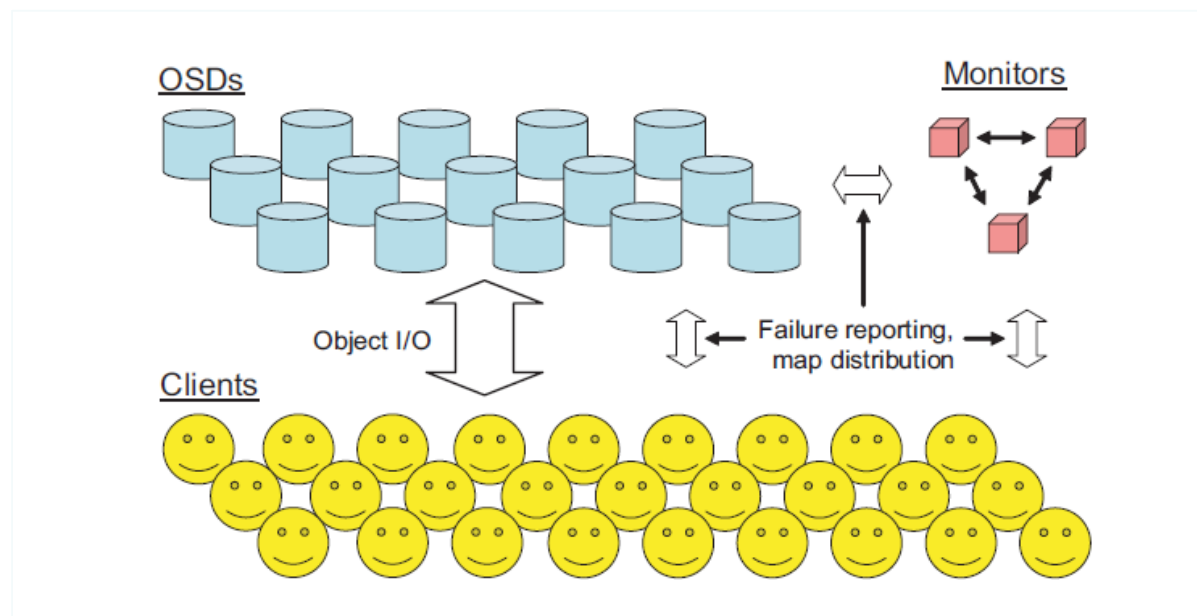 OSDs
Monitors
Object I/O
Failure reporting,
map distribution
Clients